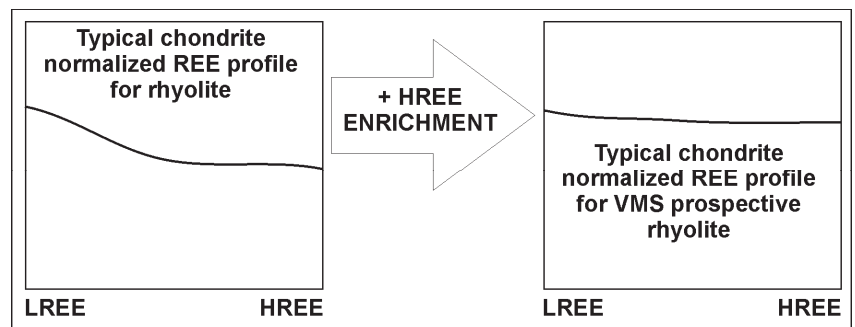 Typical chondrite
normalized REE profile
for rhyolite
LREE HREE
+ HREE
ENRICHMENT
Typical chondrite
normalized REE profile
for VMS prospective
rhyolite
LREE HREE